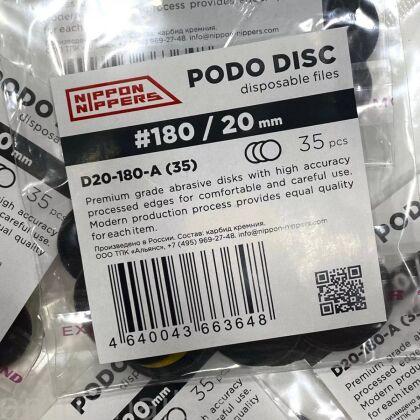 NIPPON
NIPPERS
PODO DISC
disposable files
#180 / 20 mm
D20-180-A (35)
35 pcs
Premium grade abrasive disks with high accuracy
processed edges for comfortable and careful use.
Modern production process provides equal quality
for each item.
Произведено в России. Состав: карбид кремния.
ООО ТПК «Альянс», +7 (495) 969-27-48. info@nippon-nippers.com
4 640043 663648